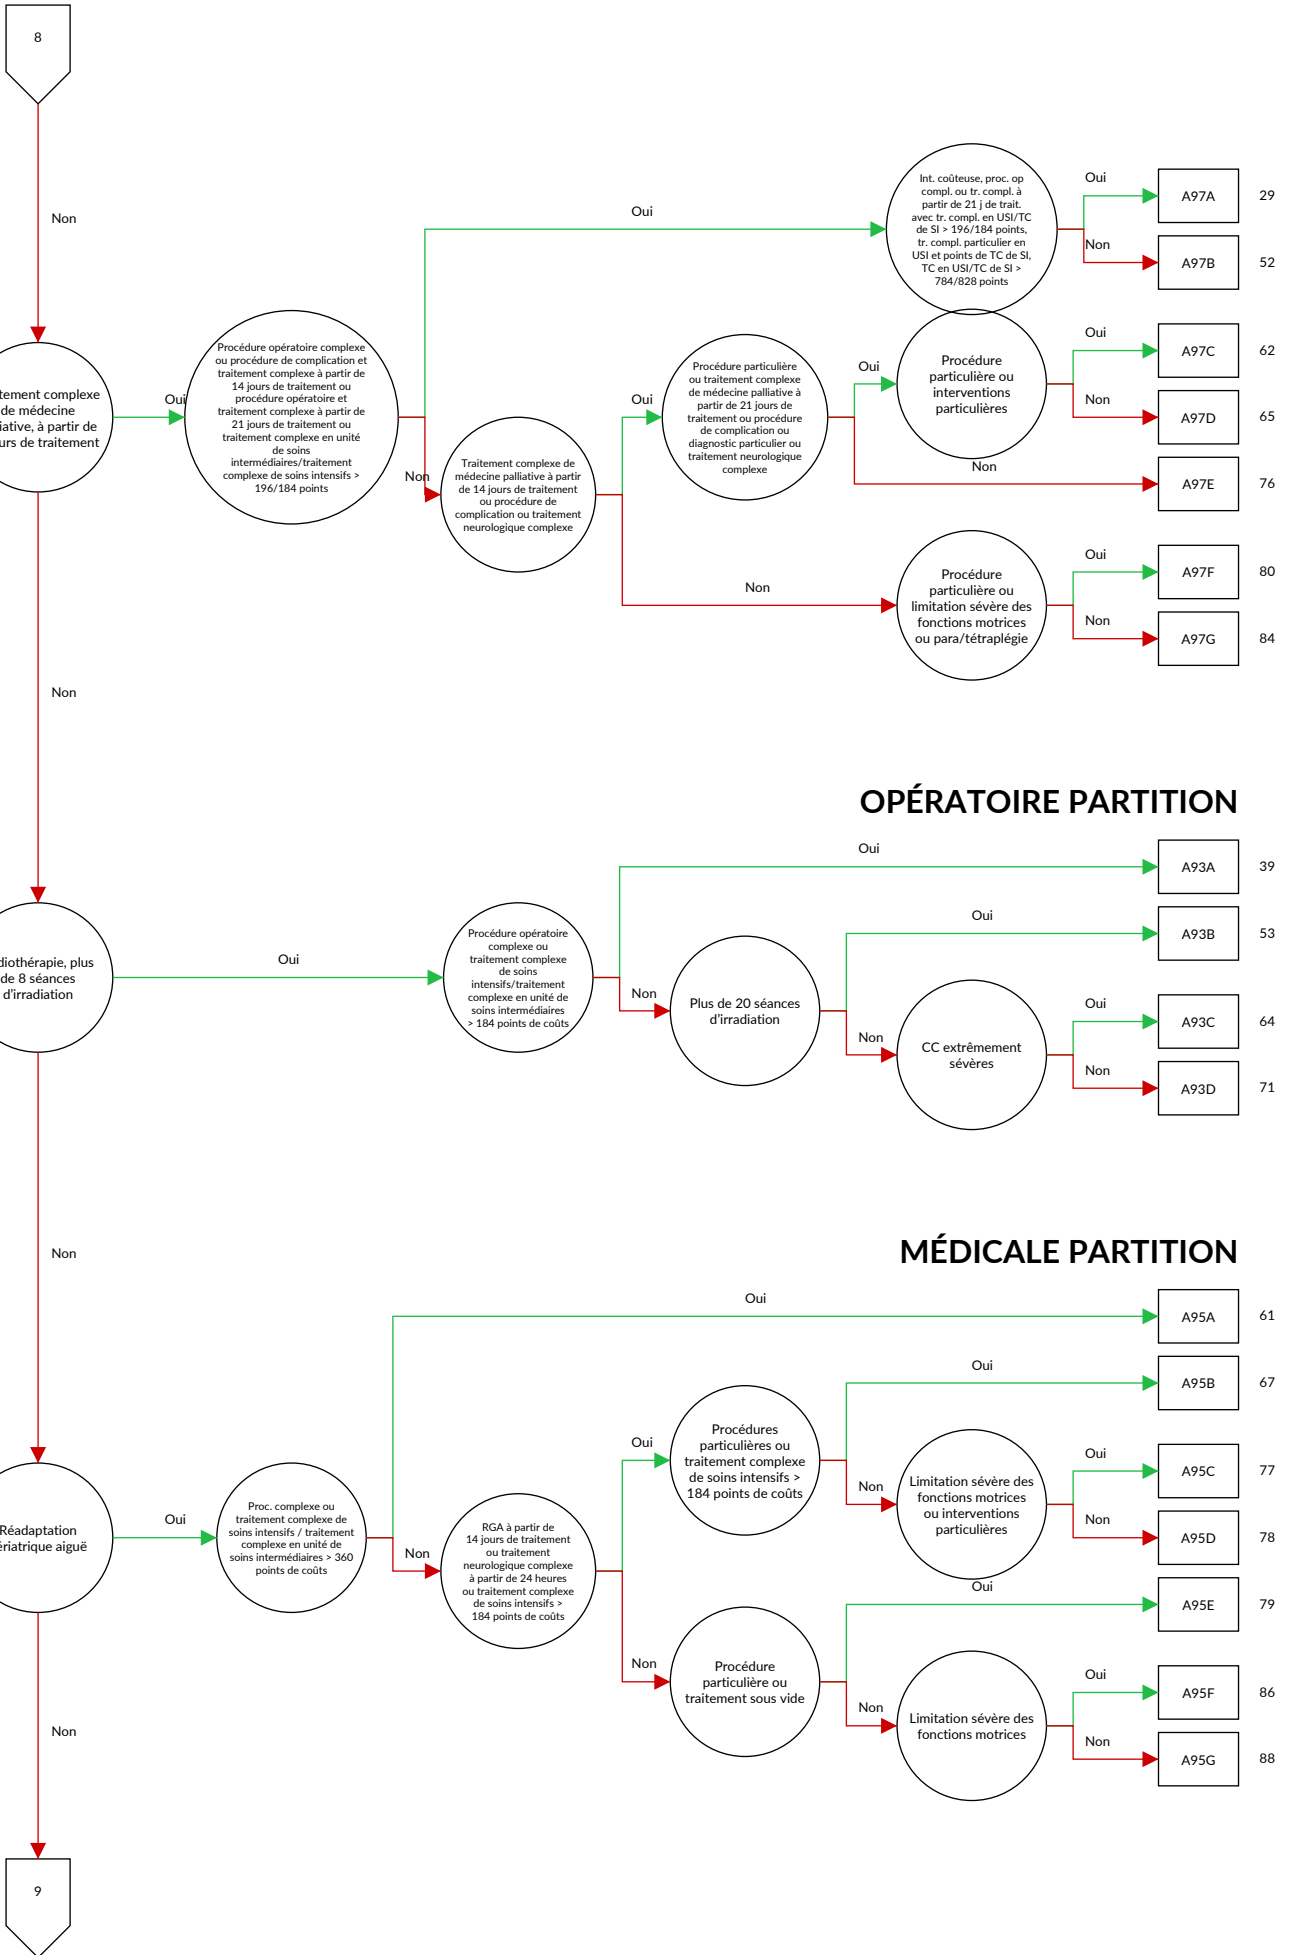 8
Non
Int. coûteuse, proc. op
compl. ou tr. compl. à
partir de 21 j de trait.
avec tr. compl. en USI/TC
de SI > 196/184 points,
tr. compl. particulier en
USI et points de TC de SI,
TC en USI/TC de SI >
784/828 points
Oui
Oui
A97A
29
Non
A97B
52
tement complexe
de médecine
iative, à partir de
urs de traitement
Oui
Procédure opératoire complexe
ou procédure de complication et
traitement complexe à partir de
14 jours de traitement ou
procédure opératoire et
traitement complexe à partir de
21 jours de traitement ou
traitement complexe en unité
de soins
intermédiaires/traitement
complexe de soins intensifs >
196/184 points
Non
Traitement complexe de
médecine palliative à partir
de 14 jours de traitement
ou procédure de
complication ou traitement
neurologique complexe
Oui
Procédure particulière
ou traitement complexe
de médecine palliative à
partir de 21 jours de
traitement ou procédure
de complication ou
diagnostic particulier ou
traitement neurologique
complexe
Oui
Procédure
particulière ou
interventions
particulières
Oui
A97C
62
Non
A97D
65
Non
A97E
76
Non
Procédure
particulière ou
limitation sévère des
fonctions motrices
ou para/tétraplégie
Oui
A97F
80
Non
A97G
84
Non
OPÉRATOIRE PARTITION
diothérapie, plus
de 8 séances
d'irradiation
Oui
Procédure opératoire
complexe ou
traitement complexe
de soins
intensifs/traitement
complexe en unité de
soins intermédiaires
> 184 points de coûts
Oui
A93A
39
Non
Plus de 20 séances
d'irradiation
Oui
A93B
53
Non
CC extrêmement
sévères
Oui
A93C
64
Non
A93D
71
Non
MÉDICALE PARTITION
Réadaptation
ériatrique aiguë
Oui
Proc. complexe ou
traitement complexe de
soins intensifs / traitement
complexe en unité de
soins intermédiaires > 360
points de coûts
Oui
A95A
61
Non
RGA à partir de
14 jours de traitement
ou traitement
neurologique complexe
à partir de 24 heures
ou traitement complexe
de soins intensifs >
184 points de coûts
Oui
Procédures
particulières ou
traitement complexe
de soins intensifs >
184 points de coûts
Oui
A95B
67
Non
Limitation sévère des
fonctions motrices
ou interventions
particulières
Oui
A95C
77
Non
A95D
78
Non
Procédure
particulière ou
traitement sous vide
Oui
A95E
79
Non
Limitation sévère des
fonctions motrices
Oui
A95F
86
Non
A95G
88
Non
9